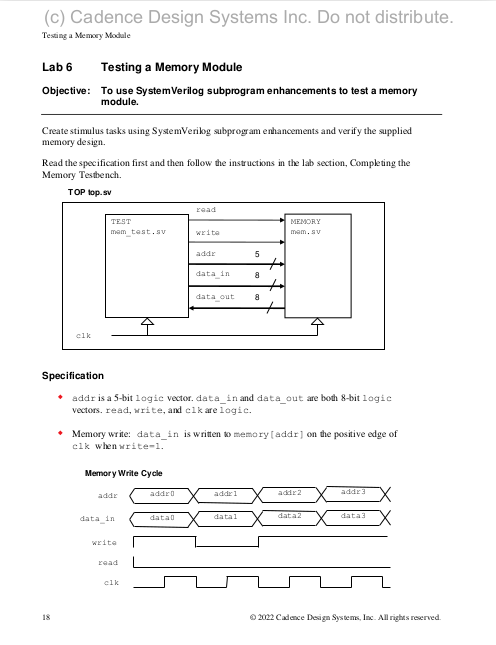 (c) Cadence Design Systems Inc. Do not distribute.
Testing a Memory Module
Lab 6 Testing a Memory Module
Objective: To use SystemVerilog subprogram enhancements to test a memory
module.
Create stimulus tasks using SystemVerilog subprogram enhancements and verify the supplied
memory design.
Read the specification first and then follow the instructions in the lab section, Completing the
Memory Testbench.
TOP top.sv
read
TEST MEMORY
mem_test.sv write mem.sv
addr 5
data_in 8
data_out 8
clk
Specification
addr is a 5-bit logic vector. data_in and data_out are both 8-bit logic
vectors. read, write, and clk are logic.
Memory write: data_in is written to memory[addr] on the positive edge of
clk when write=1.
Memory Write Cycle
addr addr0 addr1 addr2 addr3
data_in data0 data1 data2 data3
write
read
clk
18 © 2022 Cadence Design Systems, Inc. All rights reserved.